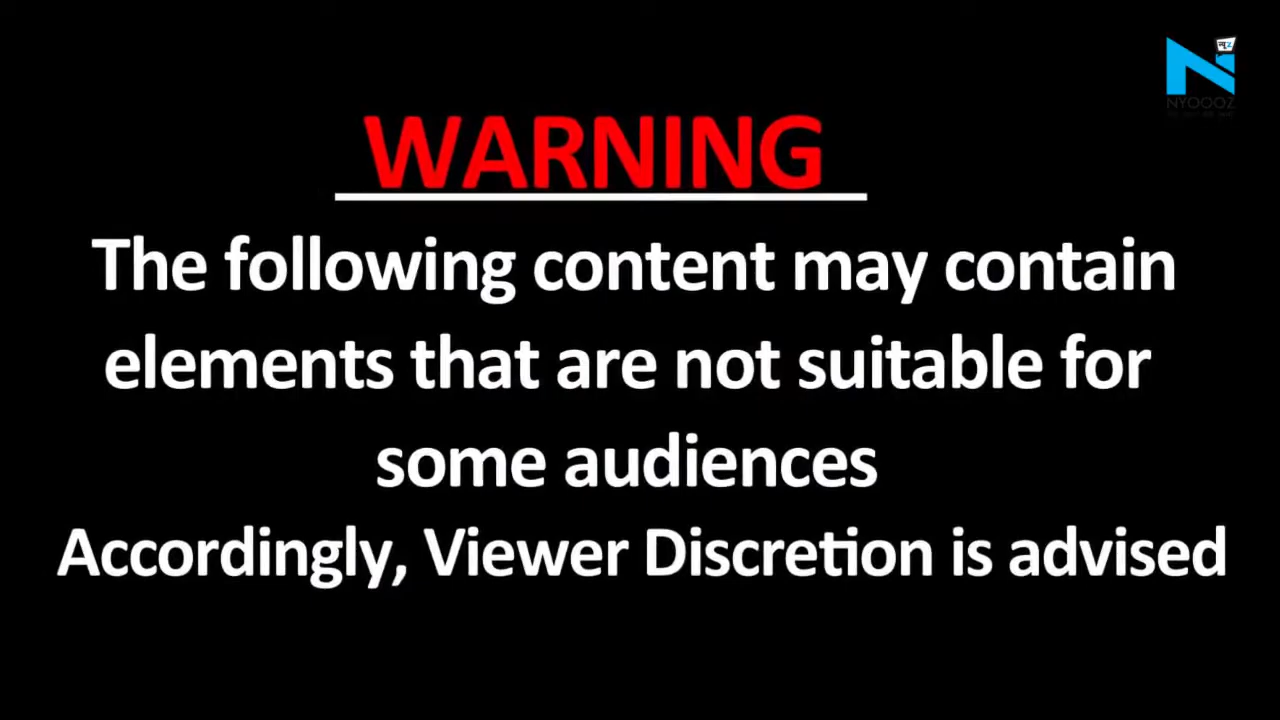 न्यूज़
NYOOOZ
WARNING
The following content may contain
elements that are not suitable for
some audiences
Accordingly, Viewer Discretion is advised